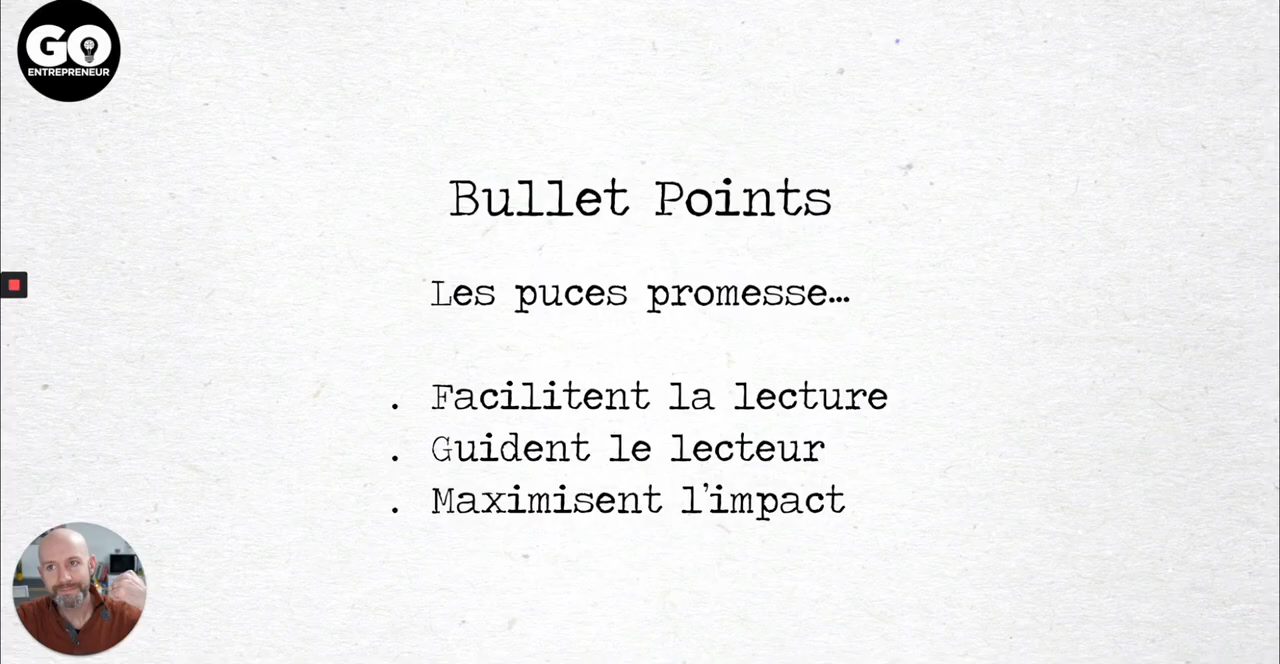 GO
ENTREPRENEUR
Bullet Points
Les puces promesse…
. Facilitent la lecture
. Guident le lecteur
. Maximisent l'impact